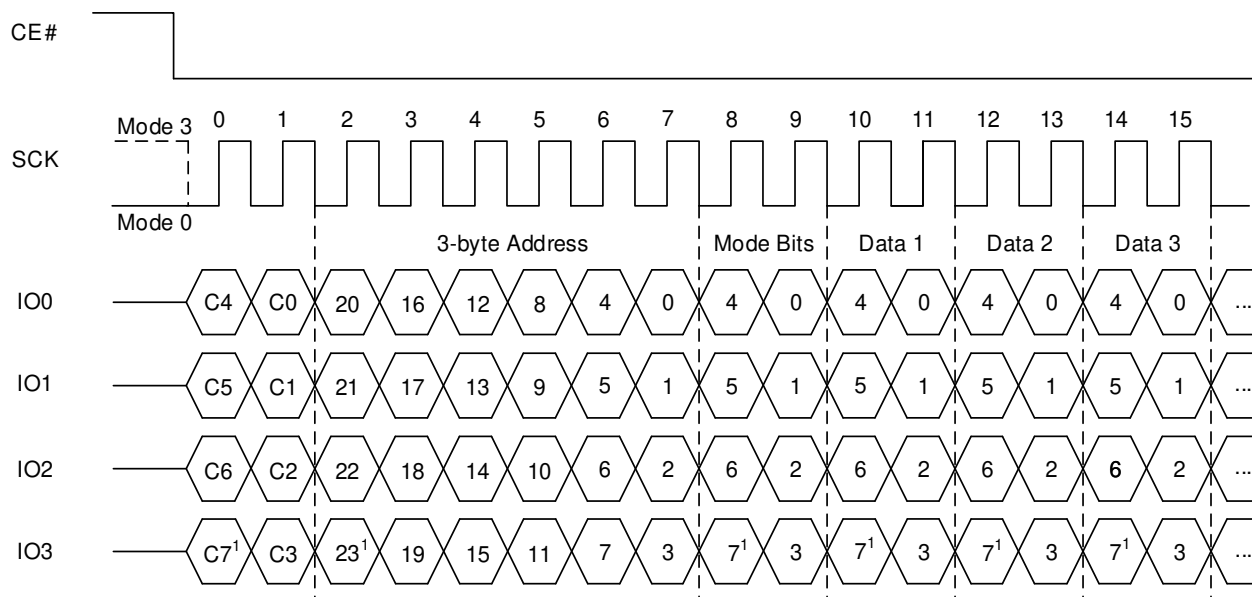 CE#
Mode 3 0 1 2 3 4 5 6 7 8 9 10 11 12 13 14 15
SCK
Mode 0
3-byte Address Mode Bits Data 1 Data 2 Data 3
IO0 C4 C0 20 16 12 8 4 0 4 0 4 0 4 0 4 0 ...
IO1 C5 C1 21 17 13 9 5 1 5 1 5 1 5 1 5 1 ...
IO2 C6 C2 22 18 14 10 6 2 6 2 6 2 6 2 6 2 ...
IO3 C7¹ C3 23¹ 19 15 11 7 3 7¹ 3 7¹ 3 7¹ 3 7¹ 3 ...